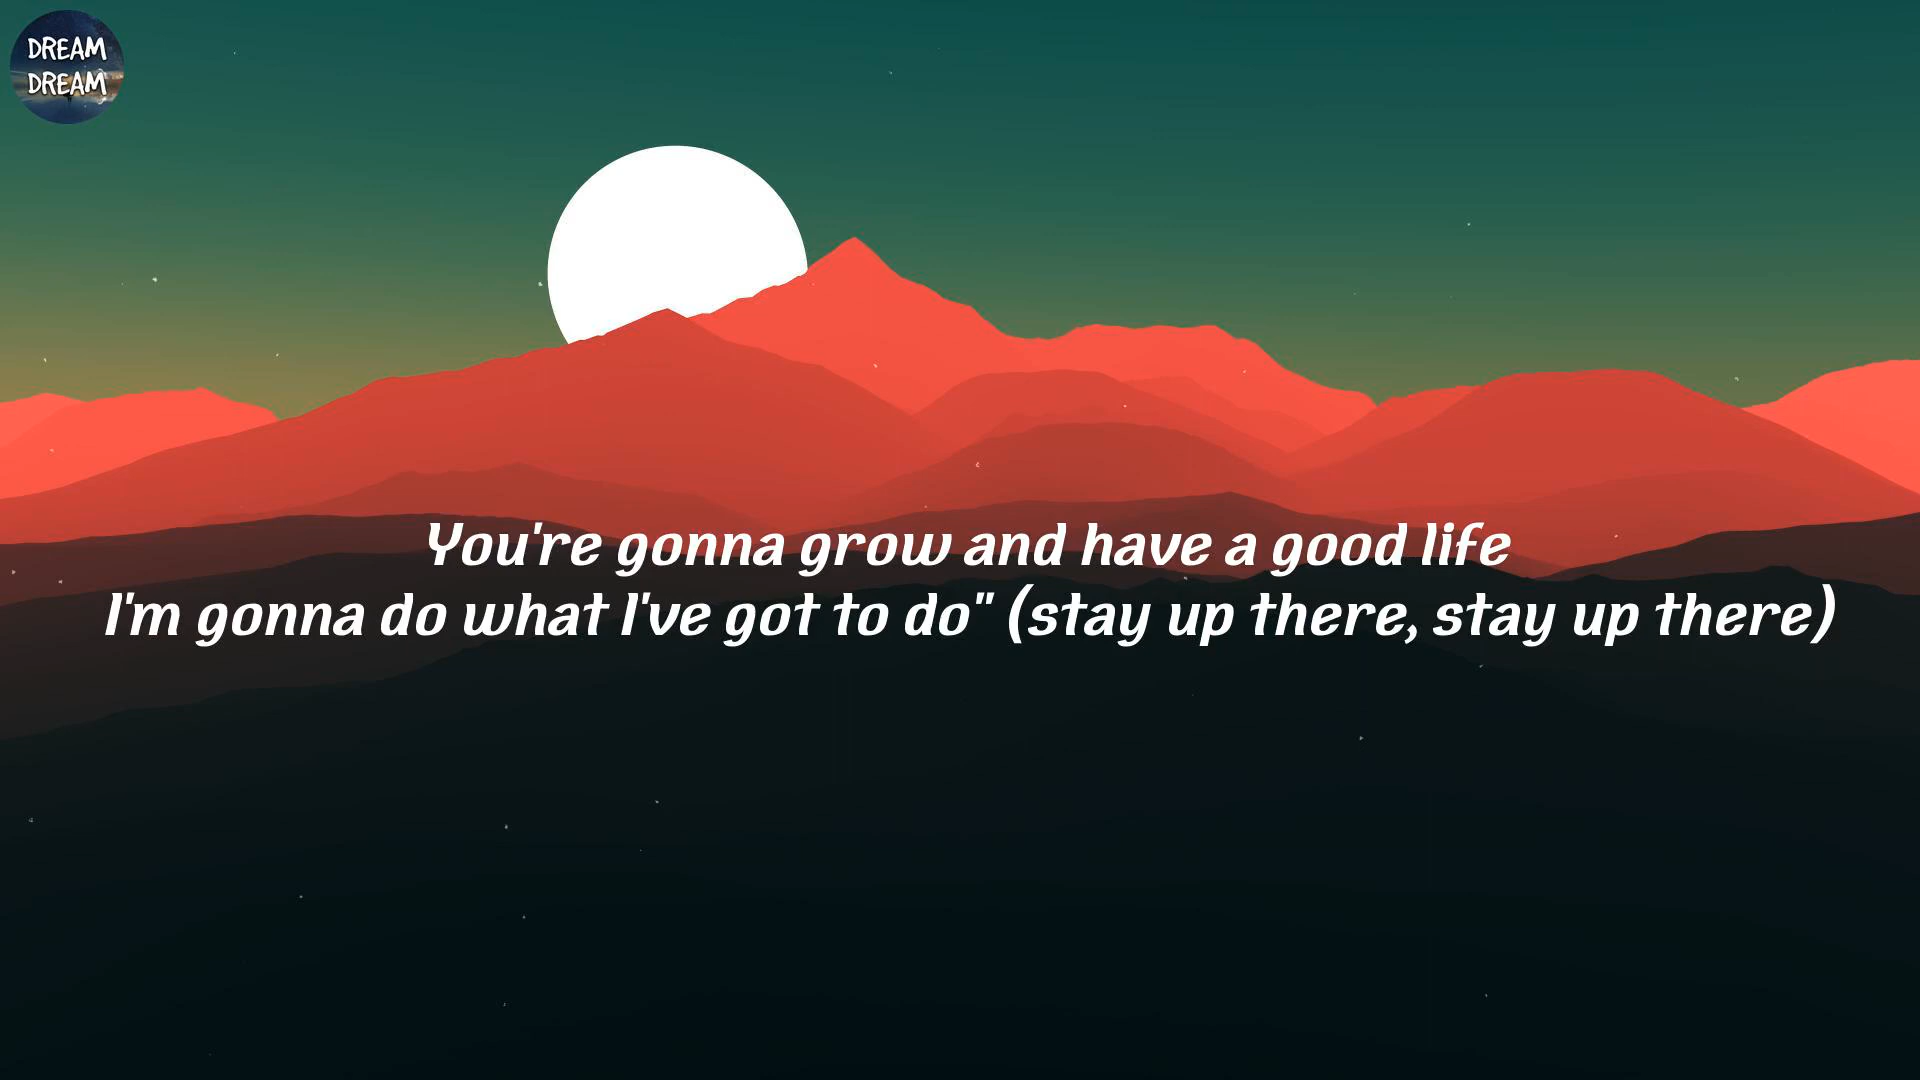 DREAM
DREAM
You're gonna grow and have a good life
I'm gonna do what I've got to do" (stay up there, stay up there)